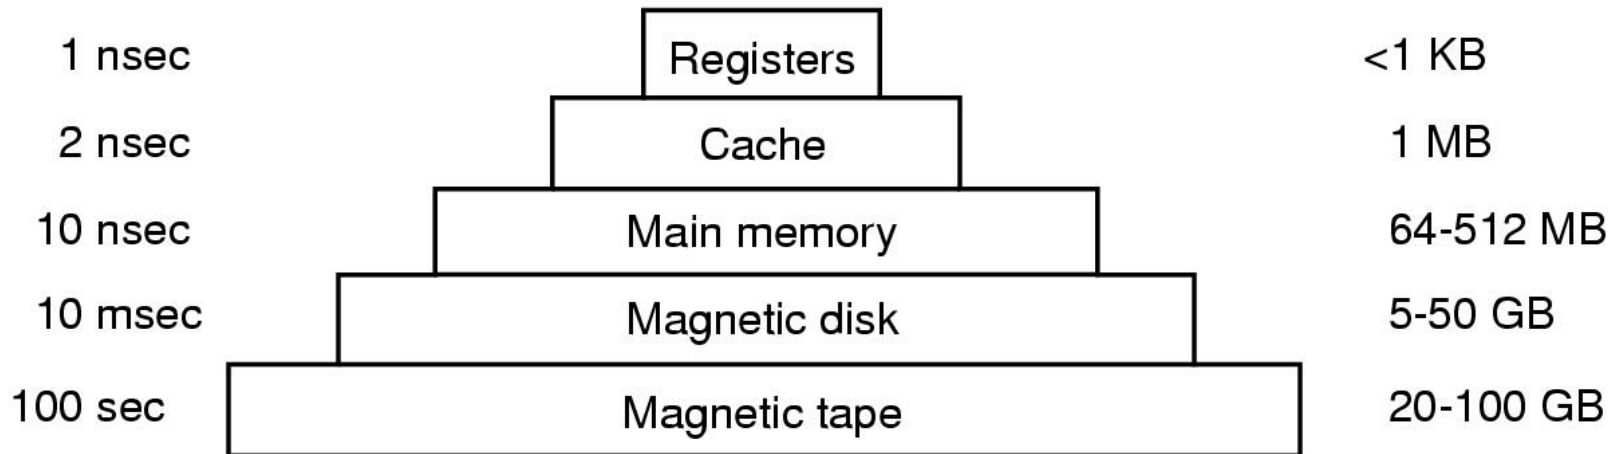 1 nsec Registers <1 KB
2 nsec Cache 1 MB
10 nsec Main memory 64-512 MB
10 msec Magnetic disk 5-50 GB
100 sec Magnetic tape 20-100 GB